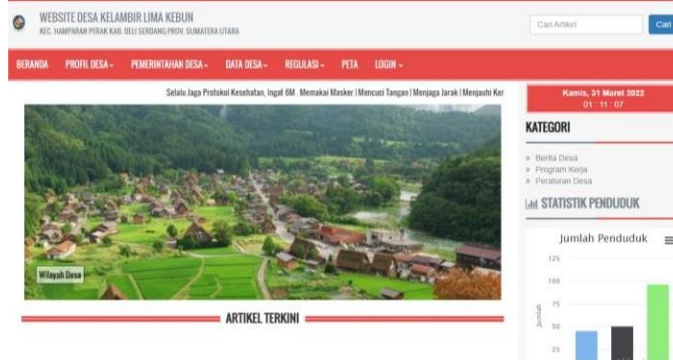 WEBSITE DESA KELAMBIR LIMA KEBUN
KEC. HAMPARAN PERAK KAB. DELI SERDANG PROV. SUMATERA UTARA
Cari Artikel
Cari
BERANDA PROFIL DESA PEMERINTAHAN DESA DATA DESA REGULASI PETA LOGIN
Selalu Jaga Protokol Kesehatan, Ingat 6M . Memakai Masker | Mencuci Tangan | Menjaga Jarak | Menjauhi Ker
Kamis, 31 Maret 2022
01 : 11 : 07
KATEGORI
» Berita Desa
» Program Kerja
» Peraturan Desa
STATISTIK PENDUDUK
Jumlah Penduduk
125
100
75
50
25
Jumlah
Wilayah Desa
ARTIKEL TERKINI